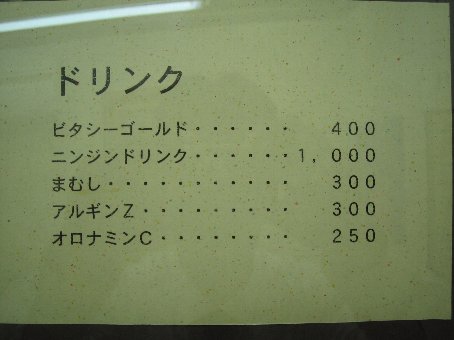 ドリンク
ビタシーゴールド・・・・・・ 400
ニンジンドリンク・・・・・・1,000
まむし・・・・・・・・・・ 300
アルギンZ・・・・・・・・ 300
オロナミンC・・・・・・・ 250